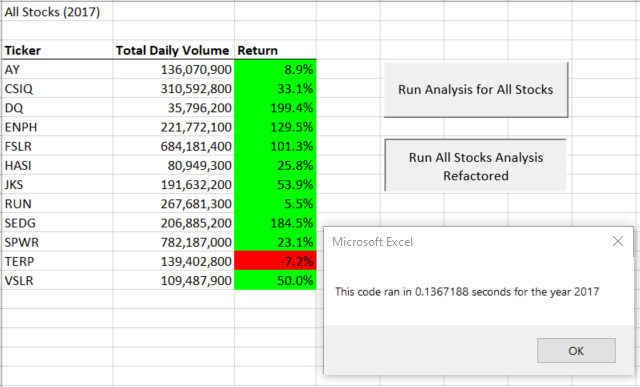 All Stocks (2017)
Ticker Total Daily Volume Return
AY 136,070,900 8.9%
CSIQ 310,592,800 33.1%
DQ 35,796,200 199.4%
ENPH 221,772,100 129.5%
FSLR 684,181,400 101.3%
HASI 80,949,300 25.8%
JKS 191,632,200 53.9%
RUN 267,681,300 5.5%
SEDG 206,885,200 184.5%
SPWR 782,187,000 23.1%
TERP 139,402,800 -7.2%
VSLR 109,487,900 50.0%
Run Analysis for All Stocks
Run All Stocks Analysis
Refactored
Microsoft Excel
This code ran in 0.1367188 seconds for the year 2017
OK